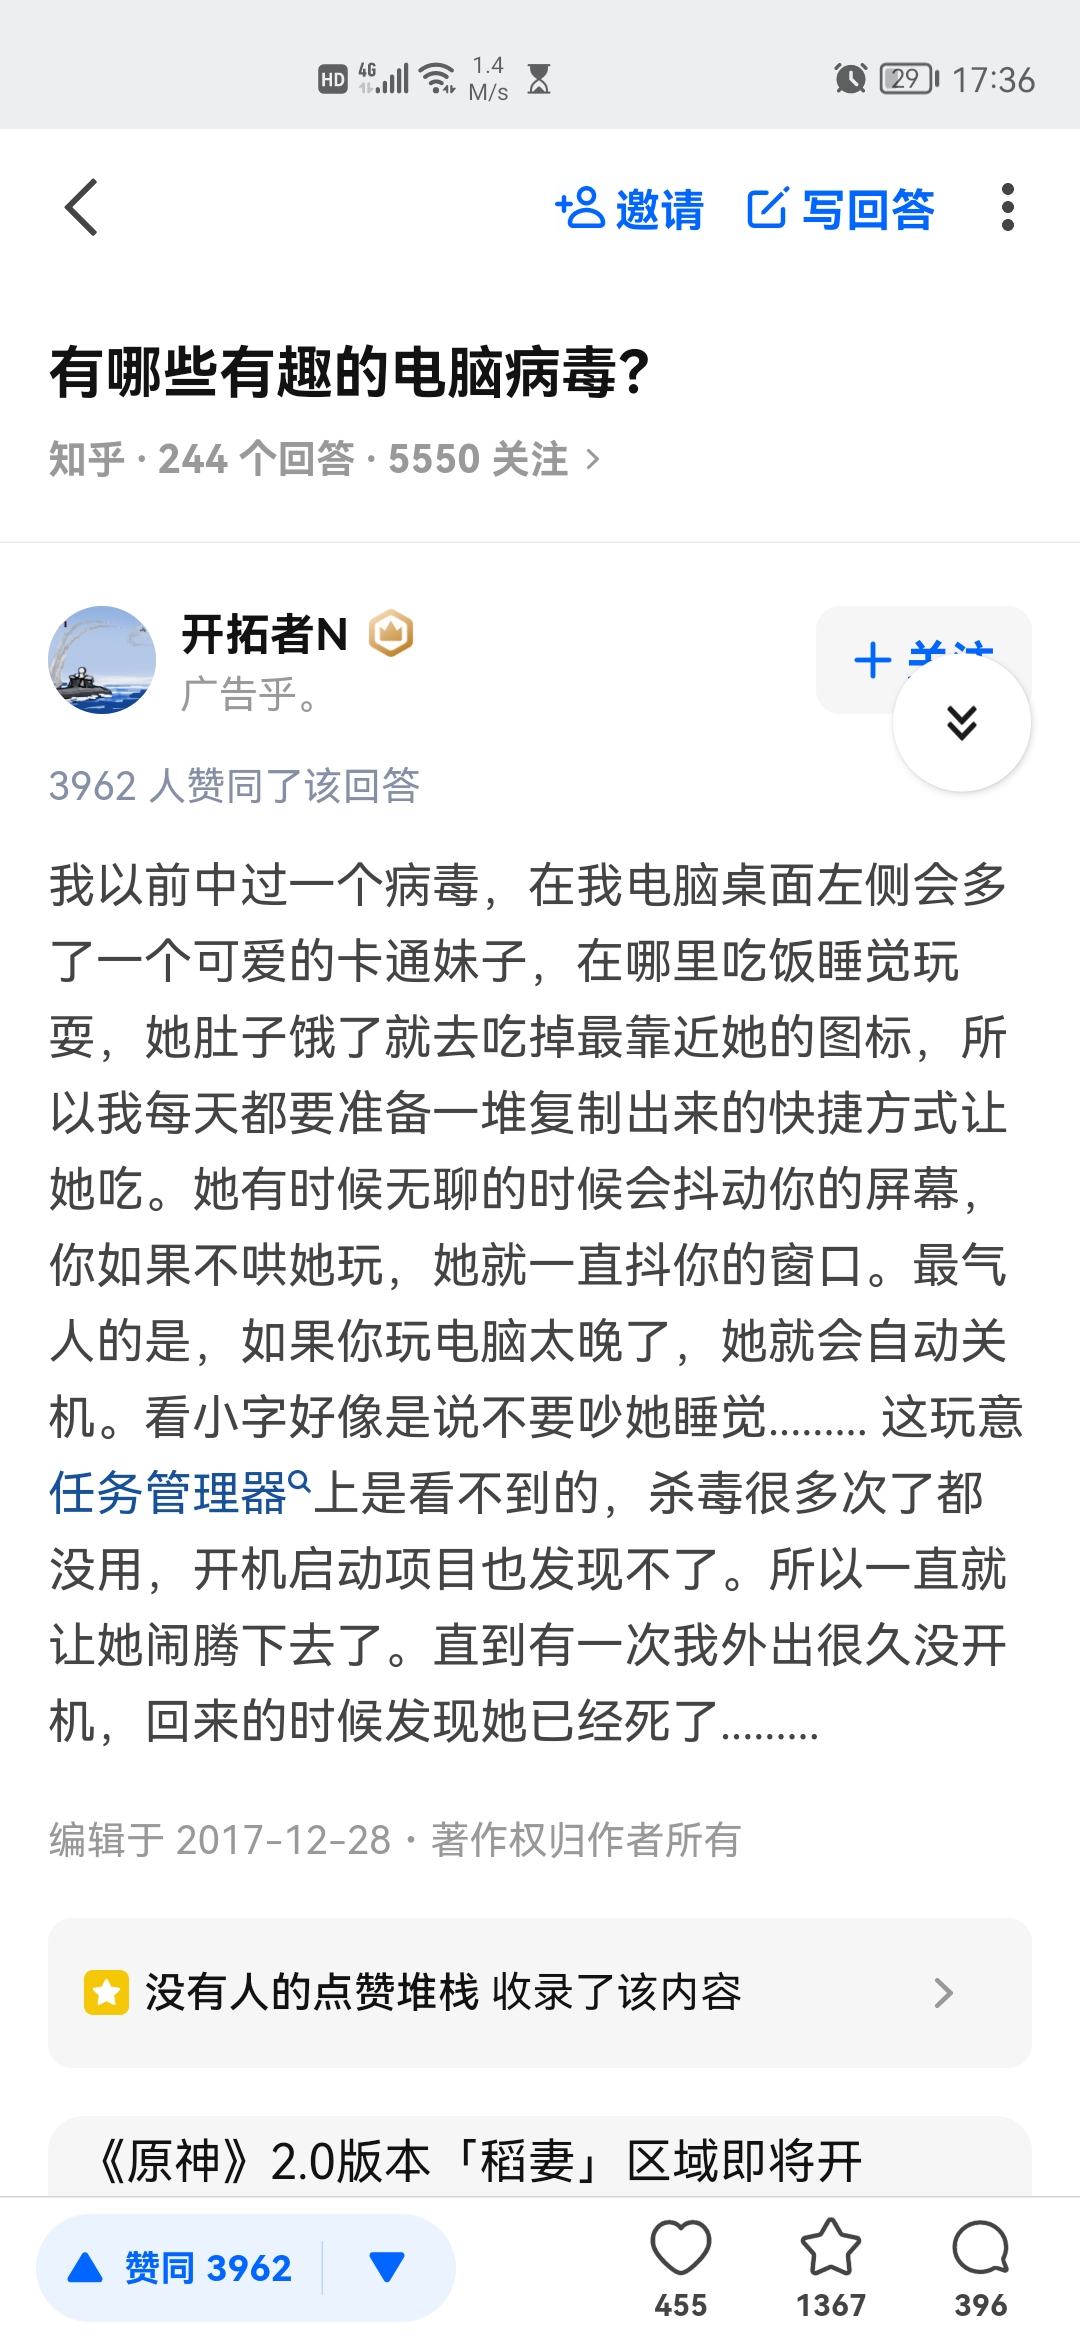 HD 4G 1.4 M/s 29 17:36
邀请 写回答
有哪些有趣的电脑病毒?
知乎 · 244 个回答 · 5550 关注
开拓者N
广告乎。
关注
3962 人赞同了该回答
我以前中过一个病毒，在我电脑桌面左侧会多
了一个可爱的卡通妹子，在哪里吃饭睡觉玩
耍，她肚子饿了就去吃掉最靠近她的图标，所
以我每天都要准备一堆复制出来的快捷方式让
她吃。她有时候无聊的时候会抖动你的屏幕，
你如果不哄她玩，她就一直抖你的窗口。最气
人的是，如果你玩电脑太晚了，她就会自动关
机。看小字好像是说不要吵她睡觉......... 这玩意
任务管理器上是看不到的，杀毒很多次了都
没用，开机启动项目也发现不了。所以一直就
让她闹腾下去了。直到有一次我外出很久没开
机，回来的时候发现她已经死了.........
编辑于 2017-12-28 · 著作权归作者所有
没有人的点赞堆栈 收录了该内容
《原神》2.0版本「稻妻」区域即将开
赞同 3962
455 1367 396